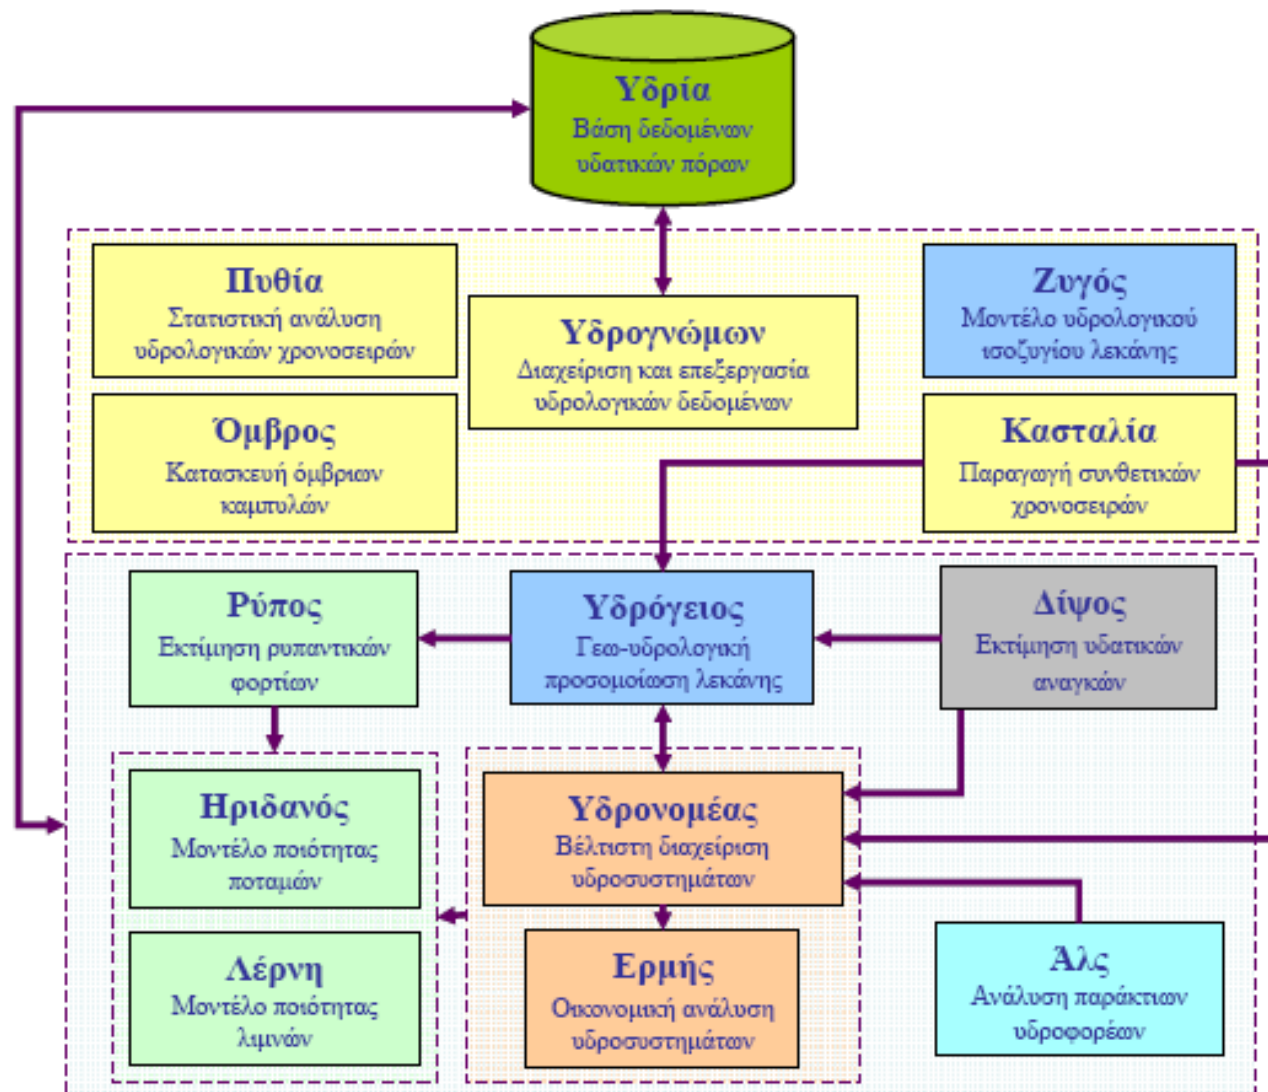 Υδρία
Βάση δεδομένων
υδατικών πόρων
Πυθία
Στατιστική ανάλυση
υδρολογικών χρονοσειρών
Υδρογνώμων
Διαχείριση και επεξεργασία
υδρολογικών δεδομένων
Ζυγός
Μοντέλο υδρολογικού
ισοζυγίου λεκάνης
Όμβρος
Κατασκευή όμβριων
καμπυλών
Κασταλία
Παραγωγή συνθετικών
χρονοσειρών
Ρύπος
Εκτίμηση ρυπαντικών
φορτίων
Υδρόγειος
Γεω-υδρολογική
προσομοίωση λεκάνης
Δίψος
Εκτίμηση υδατικών
αναγκών
Ηριδανός
Μοντέλο ποιότητας
ποταμών
Υδρονομέας
Βέλτιστη διαχείριση
υδροσυστημάτων
Λέρνη
Μοντέλο ποιότητας
λιμνών
Ερμής
Οικονομική ανάλυση
υδροσυστημάτων
Άλς
Ανάλυση παράκτιων
υδροφορέων